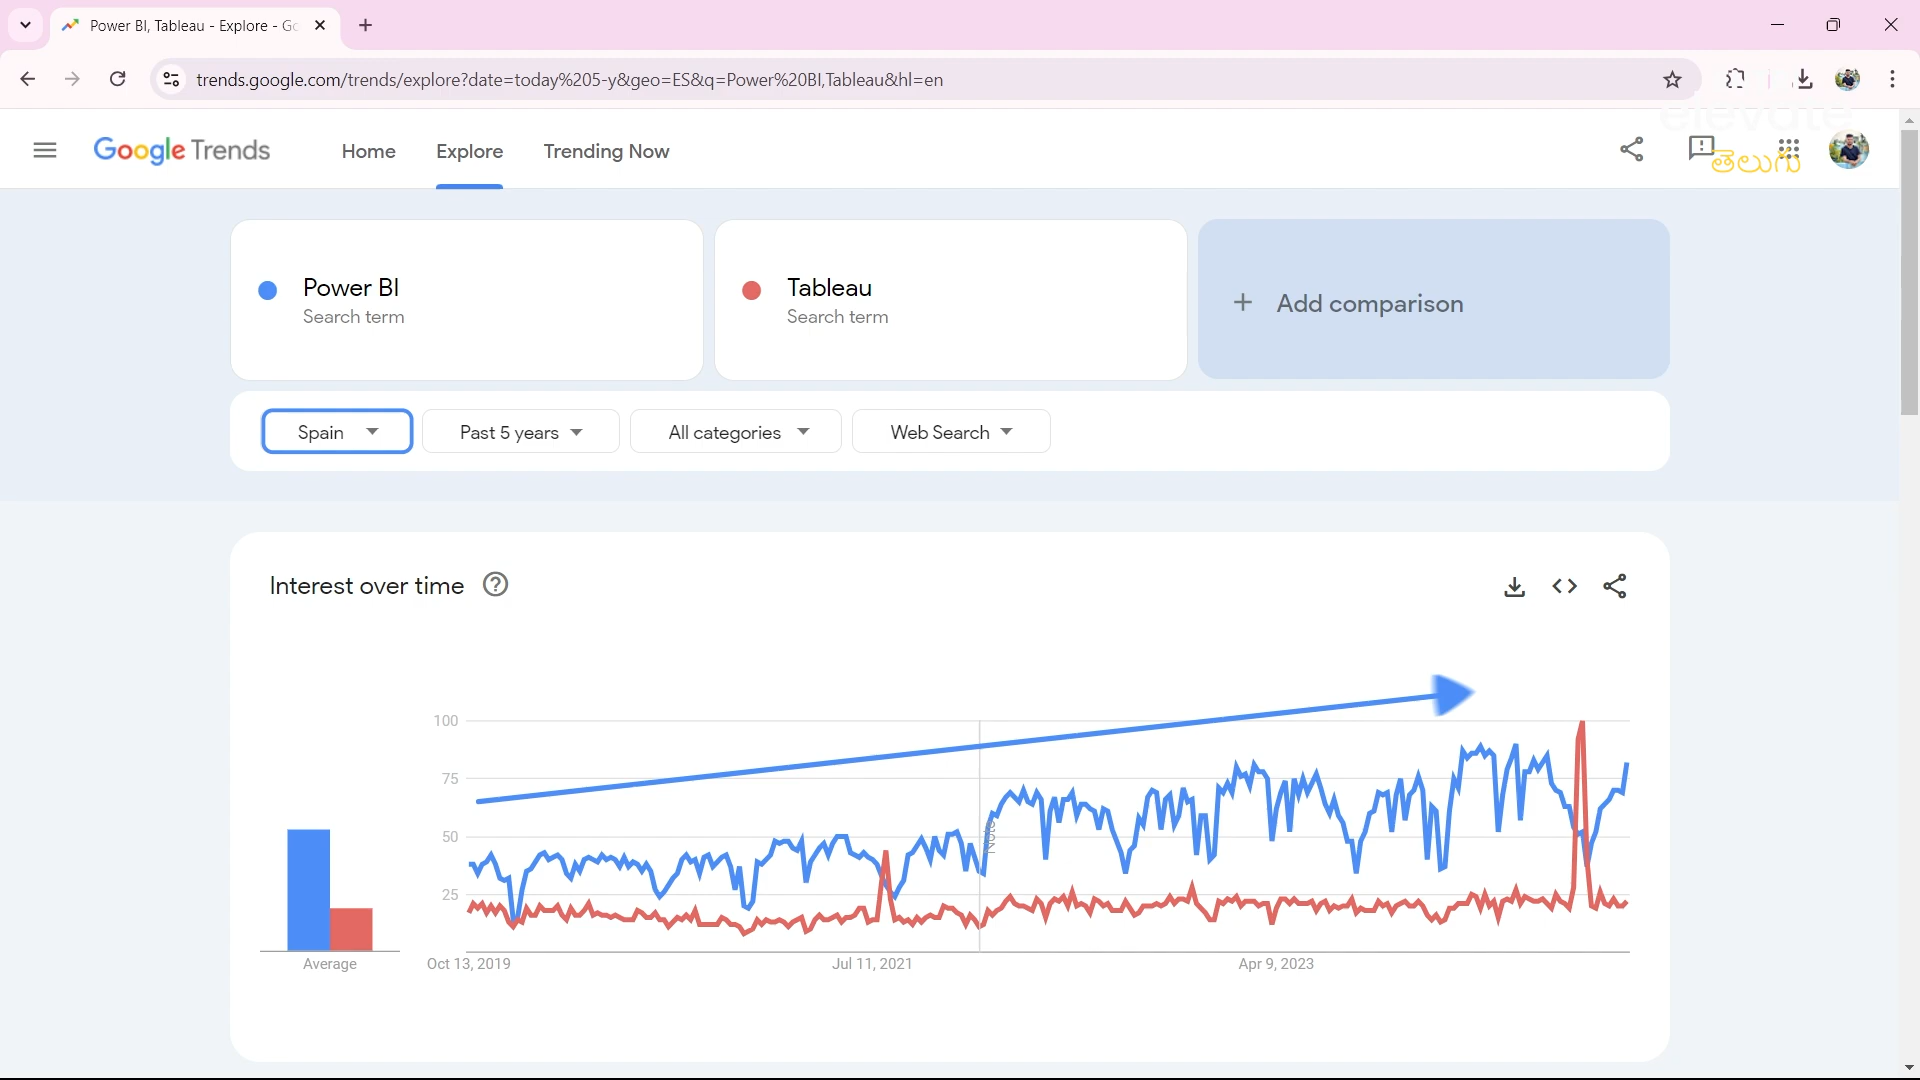 Power BI, Tableau - Explore - Go
trends.google.com/trends/explore?date=today%205-y&geo=ES&q=Power%20BI,Tableau&hl=en
elevate
తెలుగు
Google Trends
Home
Explore
Trending Now
Power BI
Search term
Tableau
Search term
+ Add comparison
Spain
Past 5 years
All categories
Web Search
Interest over time
100
75
50
25
Note
Average
Oct 13, 2019
Jul 11, 2021
Apr 9, 2023